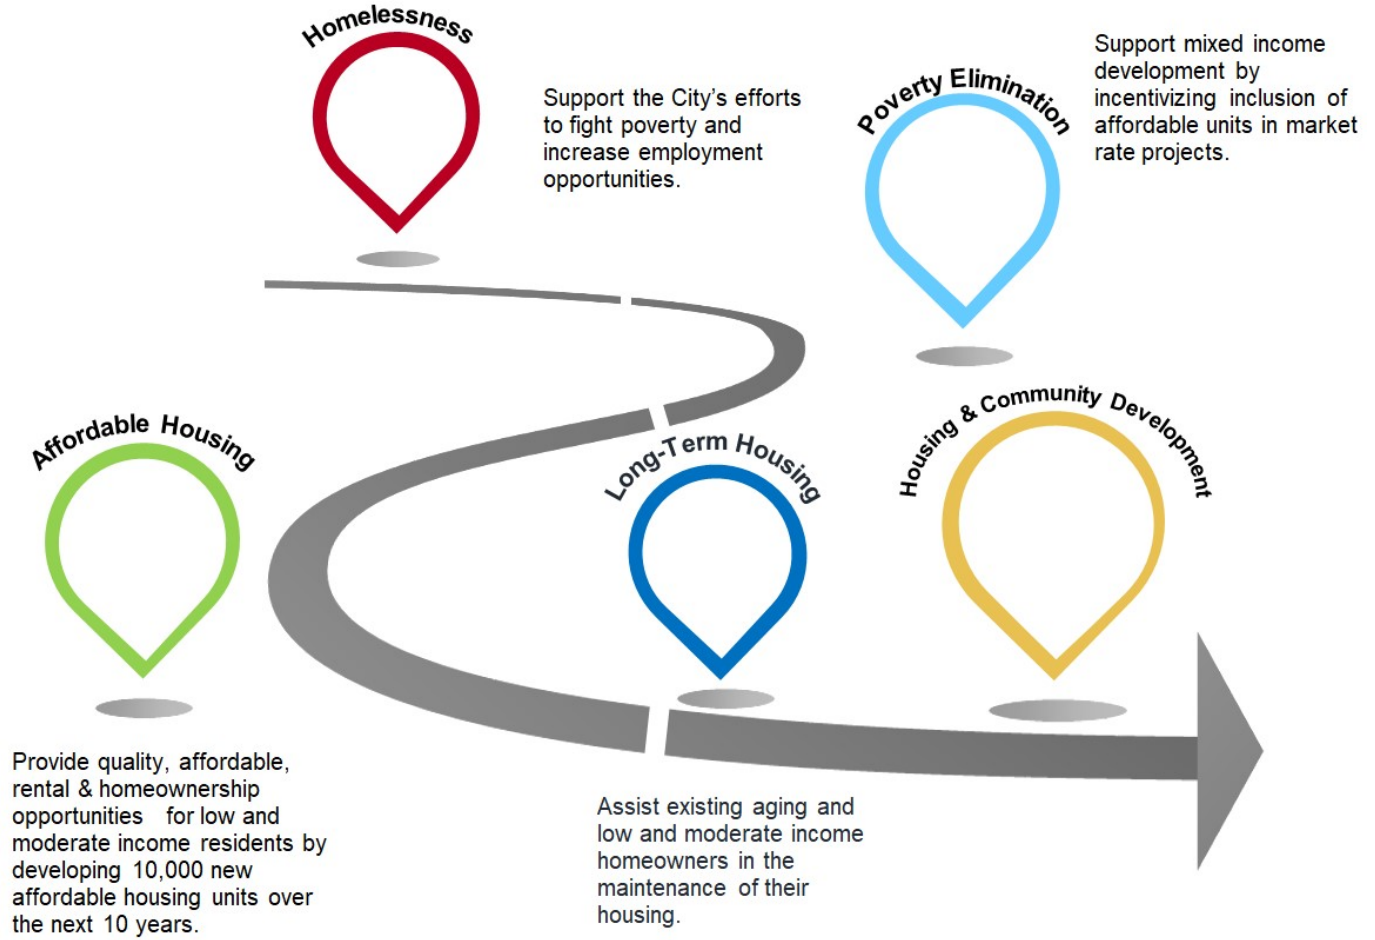 Homelessness
Support the City’s efforts
to fight poverty and
increase employment
opportunities.
Poverty Elimination
Support mixed income
development by
incentivizing inclusion of
affordable units in market
rate projects.
Affordable Housing
Provide quality, affordable,
rental & homeownership
opportunities for low and
moderate income residents by
developing 10,000 new
affordable housing units over
the next 10 years.
Long-Term Housing
Assist existing aging and
low and moderate income
homeowners in the
maintenance of their
housing.
Housing & Community Development